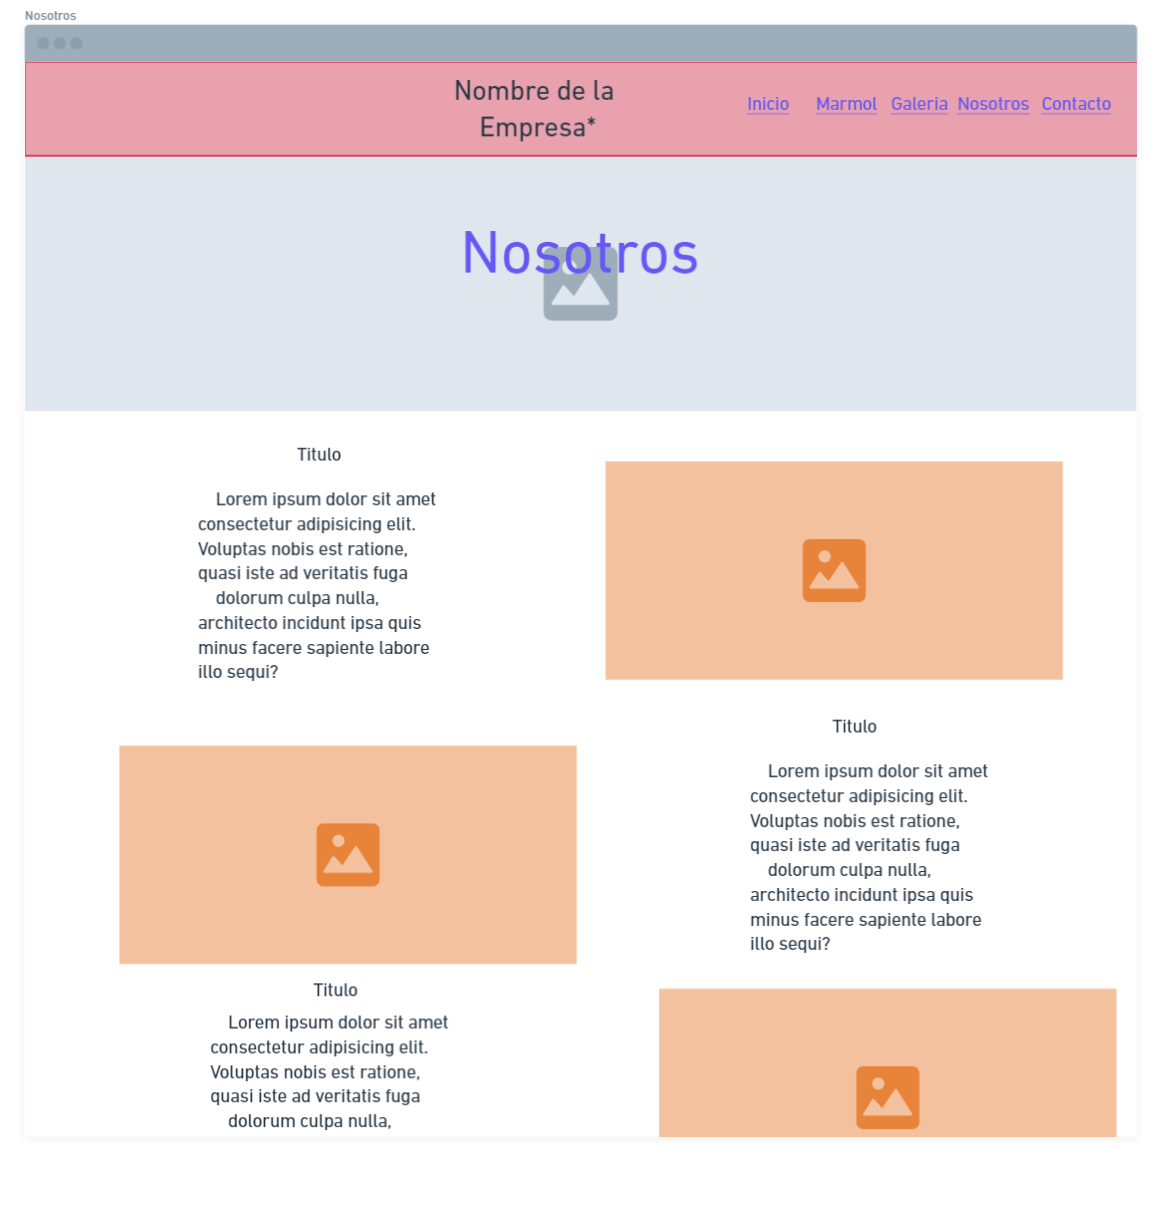 Nosotros
Nombre de la
Empresa*
Inicio Marmol Galeria Nosotros Contacto
Nosotros
Titulo
Lorem ipsum dolor sit amet
consectetur adipisicing elit.
Voluptas nobis est ratione,
quasi iste ad veritatis fuga
dolorum culpa nulla,
architecto incidunt ipsa quis
minus facere sapiente labore
illo sequi?
Titulo
Lorem ipsum dolor sit amet
consectetur adipisicing elit.
Voluptas nobis est ratione,
quasi iste ad veritatis fuga
dolorum culpa nulla,
architecto incidunt ipsa quis
minus facere sapiente labore
illo sequi?
Titulo
Lorem ipsum dolor sit amet
consectetur adipisicing elit.
Voluptas nobis est ratione,
quasi iste ad veritatis fuga
dolorum culpa nulla,